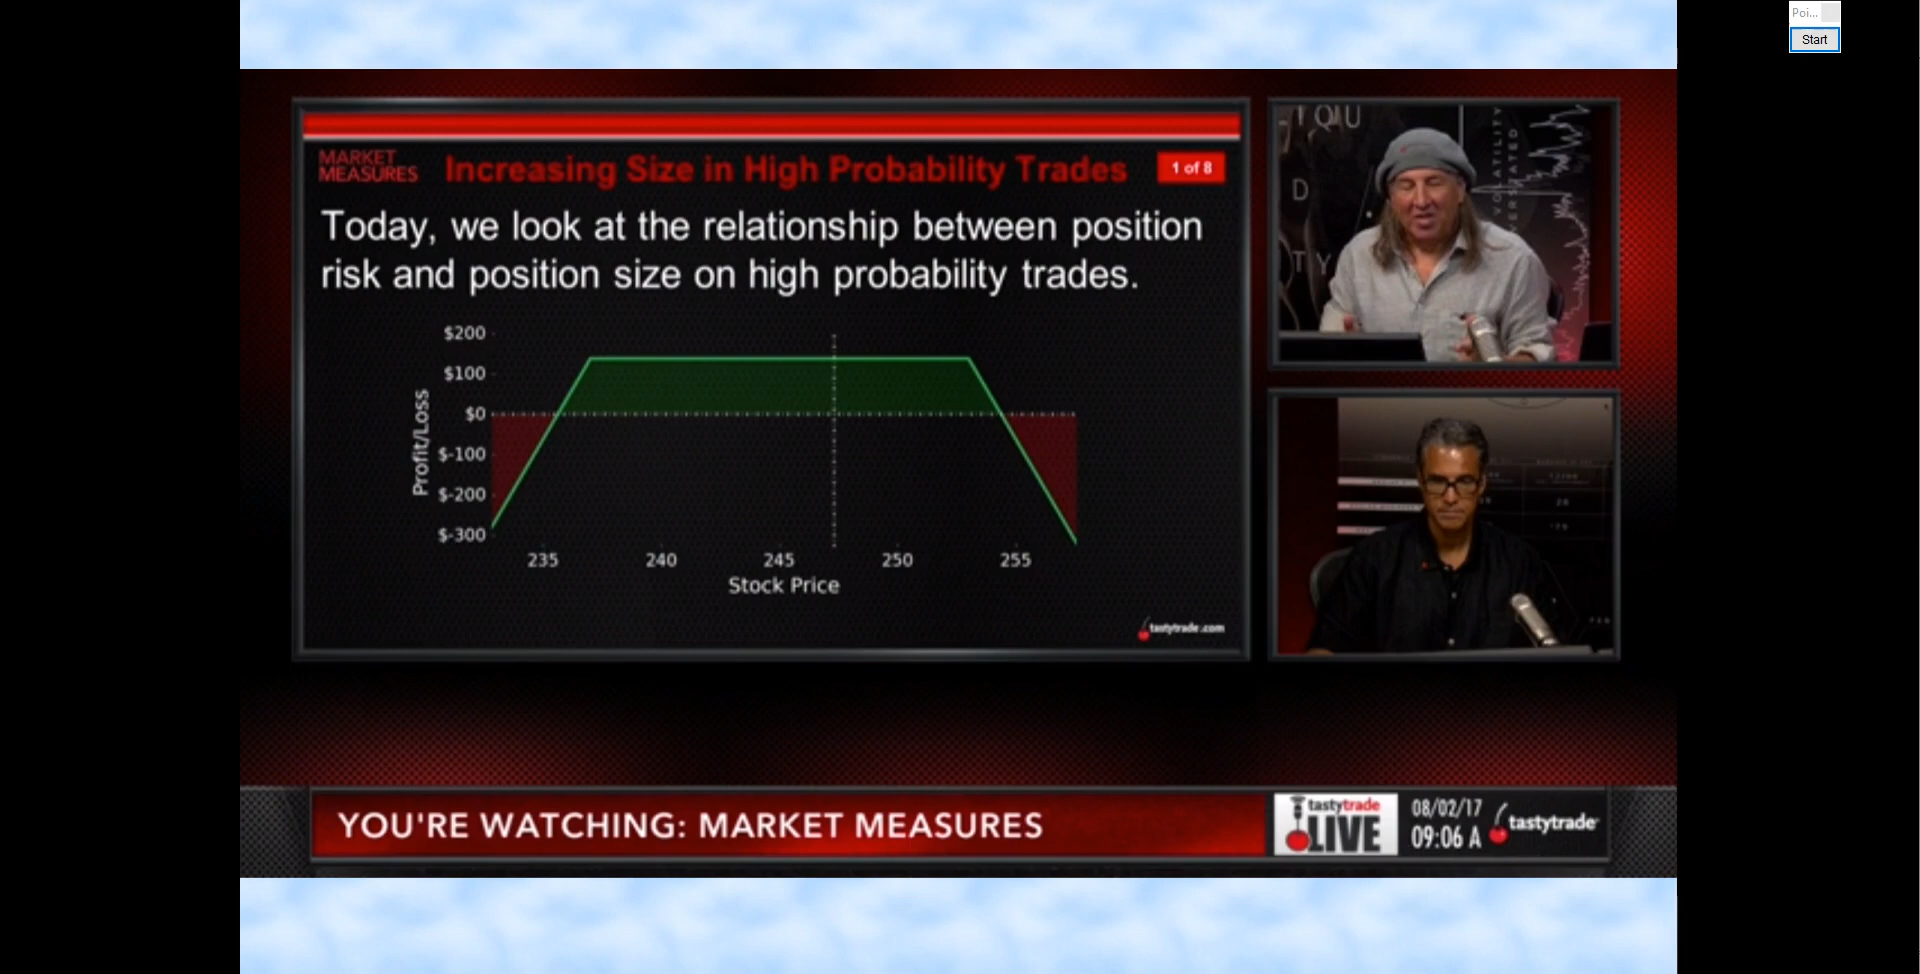 Poi...
Start
MARKET
MEASURES
Increasing Size in High Probability Trades
1 of 8
Today, we look at the relationship between position
risk and position size on high probability trades.
$200
$100
$0
$-100
$-200
$-300
Profit/Loss
235 240 245 250 255
Stock Price
tastytrade.com
YOU'RE WATCHING: MARKET MEASURES
tastytrade
LIVE
08/02/17
09:06 A
tastytrade